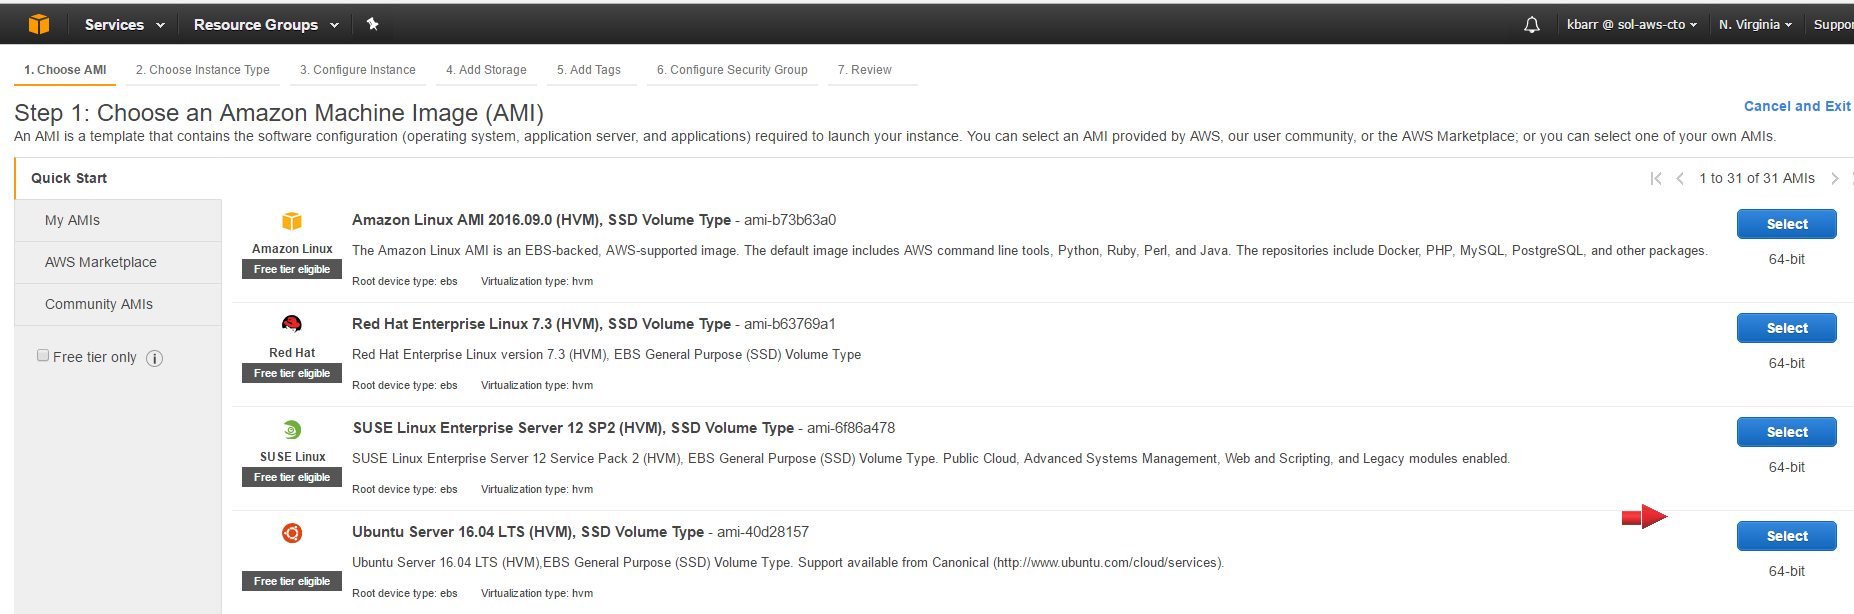 Services Resource Groups kbarr @ sol-aws-cto N. Virginia Suppor
1. Choose AMI 2. Choose Instance Type 3. Configure Instance 4. Add Storage 5. Add Tags 6. Configure Security Group 7. Review
Step 1: Choose an Amazon Machine Image (AMI)
Cancel and Exit
An AMI is a template that contains the software configuration (operating system, application server, and applications) required to launch your instance. You can select an AMI provided by AWS, our user community, or the AWS Marketplace; or you can select one of your own AMIs.
Quick Start
1 to 31 of 31 AMIs
My AMIs
AWS Marketplace
Community AMIs
Free tier only
Amazon Linux
Free tier eligible
Amazon Linux AMI 2016.09.0 (HVM), SSD Volume Type - ami-b73b63a0
The Amazon Linux AMI is an EBS-backed, AWS-supported image. The default image includes AWS command line tools, Python, Ruby, Perl, and Java. The repositories include Docker, PHP, MySQL, PostgreSQL, and other packages.
Root device type: ebs Virtualization type: hvm
Select
64-bit
Red Hat
Free tier eligible
Red Hat Enterprise Linux 7.3 (HVM), SSD Volume Type - ami-b63769a1
Red Hat Enterprise Linux version 7.3 (HVM), EBS General Purpose (SSD) Volume Type
Root device type: ebs Virtualization type: hvm
Select
64-bit
SUSE Linux
Free tier eligible
SUSE Linux Enterprise Server 12 SP2 (HVM), SSD Volume Type - ami-6f86a478
SUSE Linux Enterprise Server 12 Service Pack 2 (HVM), EBS General Purpose (SSD) Volume Type. Public Cloud, Advanced Systems Management, Web and Scripting, and Legacy modules enabled.
Root device type: ebs Virtualization type: hvm
Select
64-bit
Free tier eligible
Ubuntu Server 16.04 LTS (HVM), SSD Volume Type - ami-40d28157
Ubuntu Server 16.04 LTS (HVM),EBS General Purpose (SSD) Volume Type. Support available from Canonical (http://www.ubuntu.com/cloud/services).
Root device type: ebs Virtualization type: hvm
Select
64-bit